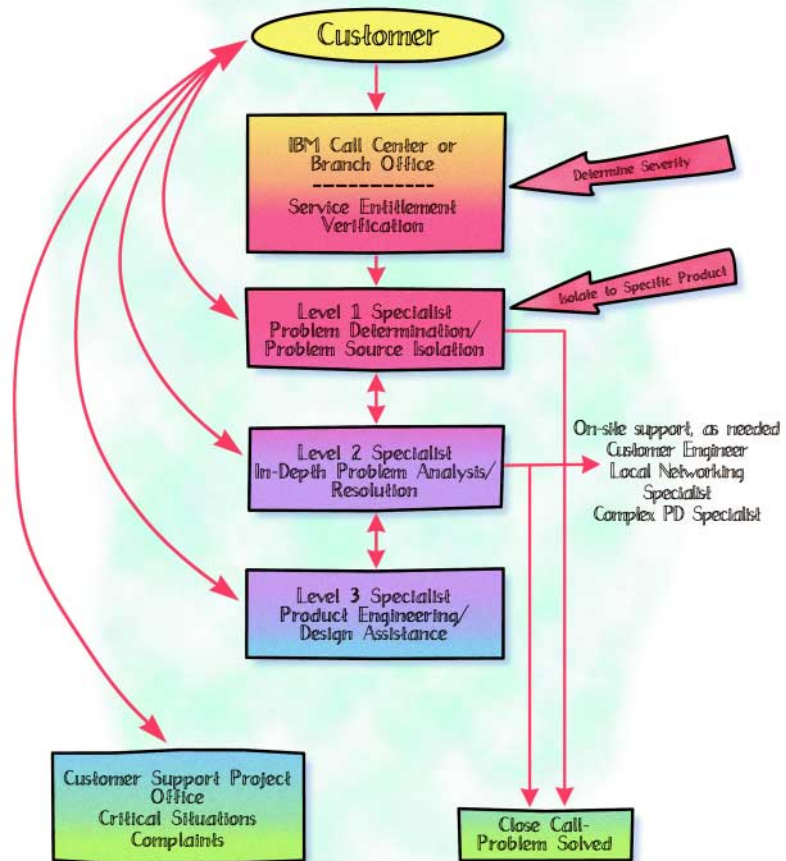 Customer
IBM Call Center or
Branch Office
------------
Service Entitlement
Verification
Determine Severity
Isolate to Specific Product
Level 1 Specialist
Problem Determination/
Problem Source Isolation
Level 2 Specialist
In-Depth Problem Analysis/
Resolution
On-site support, as needed
Customer Engineer
Local Networking
Specialist
Complex PD Specialist
Level 3 Specialist
Product Engineering/
Design Assistance
Customer Support Project
Office
Critical Situations
Complaints
Close Call-
Problem Solved